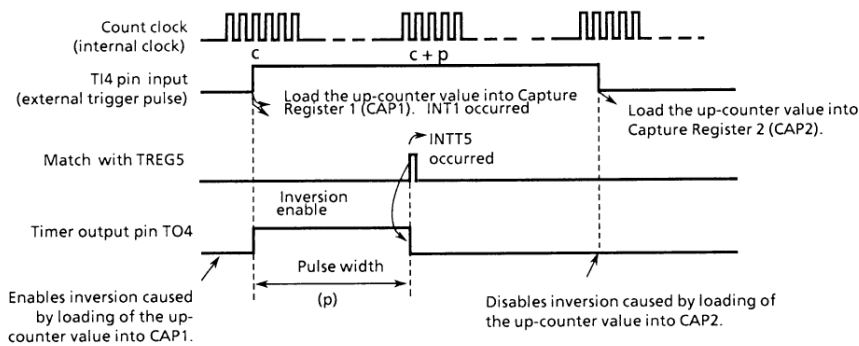 Count clock
(internal clock)
c
c + p
TI4 pin input
(external trigger pulse)
Load the up-counter value into Capture
Register 1 (CAP1). INT1 occurred
Load the up-counter value into
Capture Register 2 (CAP2).
INTT5
occurred
Match with TREG5
Inversion
enable
Timer output pin TO4
Pulse width
(p)
Enables inversion caused
by loading of the up-
counter value into CAP1.
Disables inversion caused by loading of
the up-counter value into CAP2.